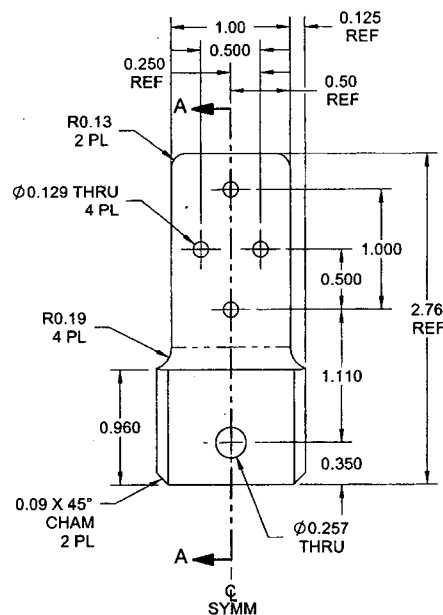 1.00
0.125
REF
0.500
0.250
REF
0.50
REF
A
R0.13
2 PL
Ø0.129 THRU
4 PL
1.000
0.500
2.76
REF
R0.19
4 PL
1.110
0.960
0.350
0.09 X 45°
CHAM
2 PL
Ø0.257
THRU
A
℄
SYMM